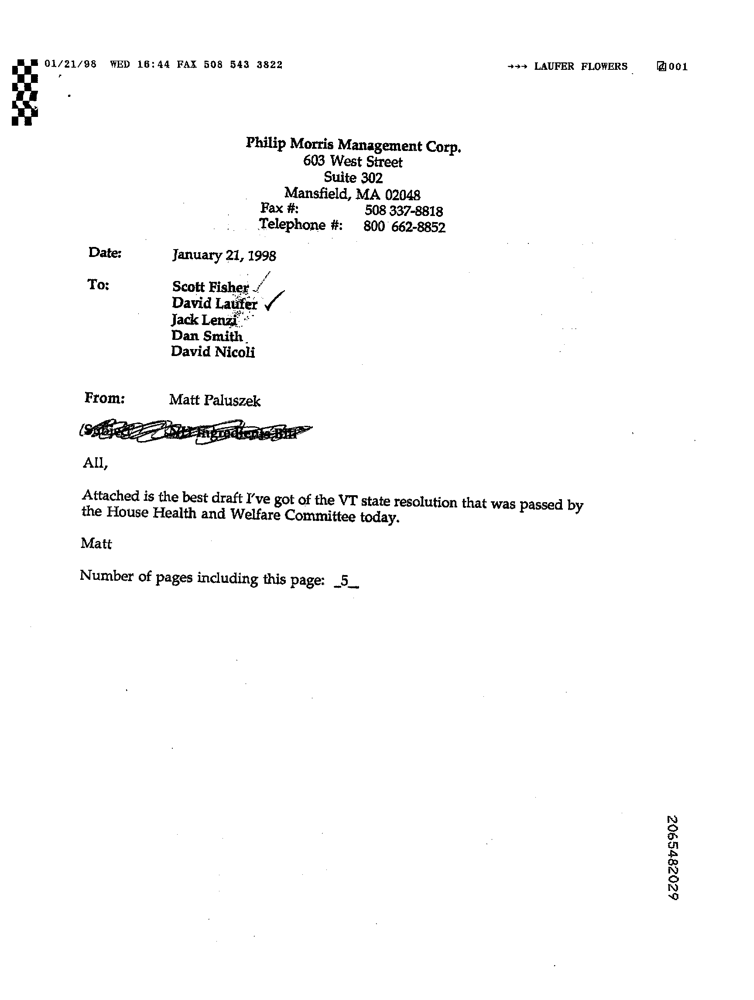 01/21/98 WED 16:44 FAX 508 543 3822 →→→ LAUFER FLOWERS 001
Philip Morris Management Corp.
603 West Street
Suite 302
Mansfield, MA 02048
Fax #: 508 337-8818
Telephone #: 800 662-8852
Date: January 21, 1998
To: Scott Fisher ✓
David Laufer ✓
Jack Lenzi
Dan Smith
David Nicoli
From: Matt Paluszek
Ingredients Bill
All,
Attached is the best draft I've got of the VT state resolution that was passed by
the House Health and Welfare Committee today.
Matt
Number of pages including this page: _5_
2065482029